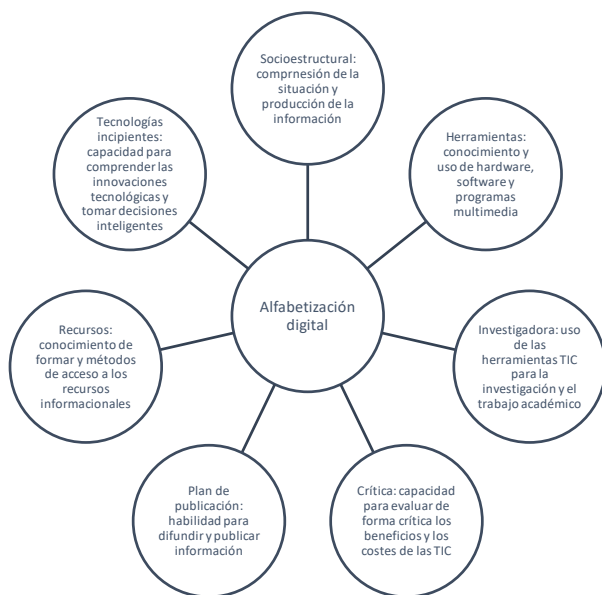 Socioestructural:
comprnesión de la
situación y
producción de la
información
Herramientas:
conocimiento y
uso de hardware,
software y
programas
multimedia
Investigadora: uso
de las
herramientas TIC
para la
investigación y el
trabajo académico
Crítica: capacidad
para evaluar de
forma crítica los
beneficios y los
costes de las TIC
Plan de
publicación:
habilidad para
difundir y publicar
información
Recursos:
conocimiento de
formar y métodos
de acceso a los
recursos
informacionales
Tecnologías
incipientes:
capacidad para
comprender las
innovaciones
tecnológicas y
tomar decisiones
inteligentes
Alfabetización
digital